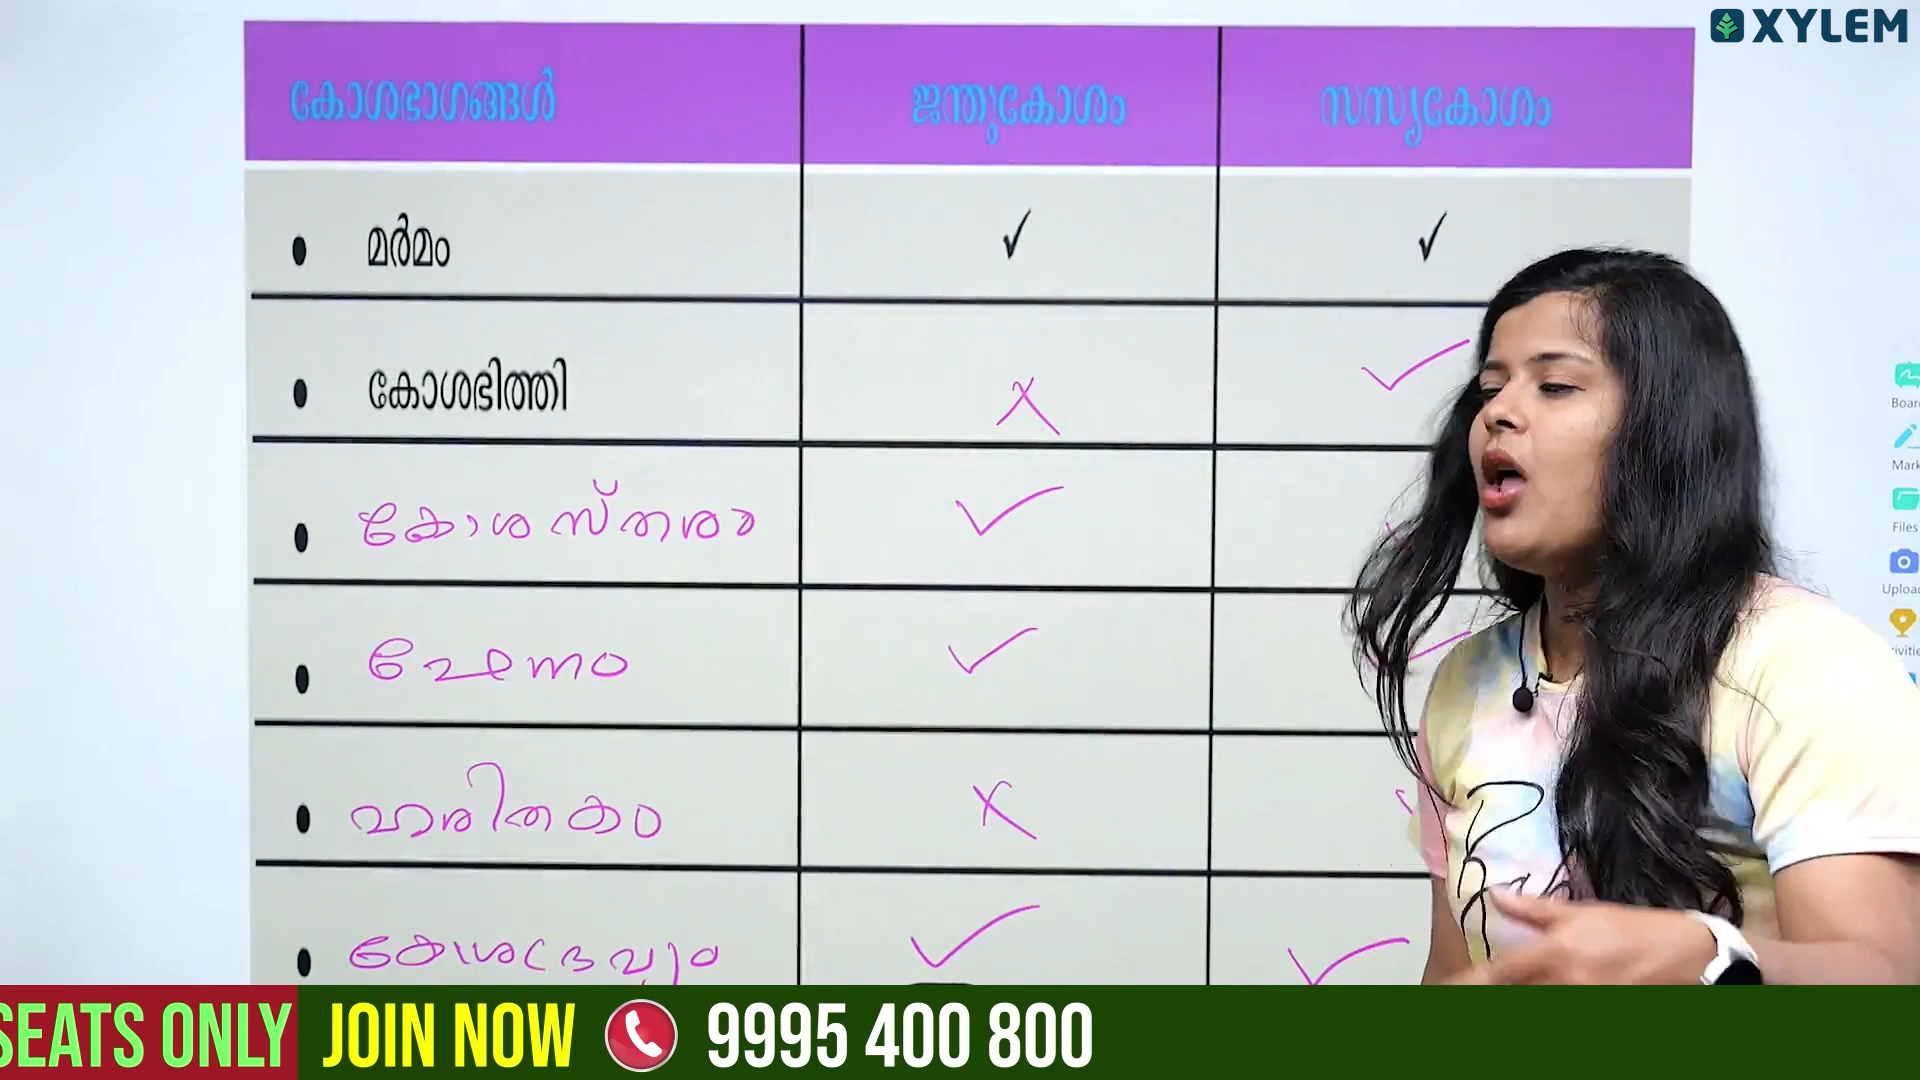 XYLEM
കോശഭാഗങ്ങൾ ജന്തുകോശം സസ്യകോശം
• മർമം ✓ ✓
• കോശഭിത്തി X ✓
• കോശസ്തരം ✓
• ഫേനം ✓ ✓
• ഹരിതകം X
• കോശദ്രവ്യം ✓ ✓
Files
SEATS ONLY JOIN NOW 9995 400 800